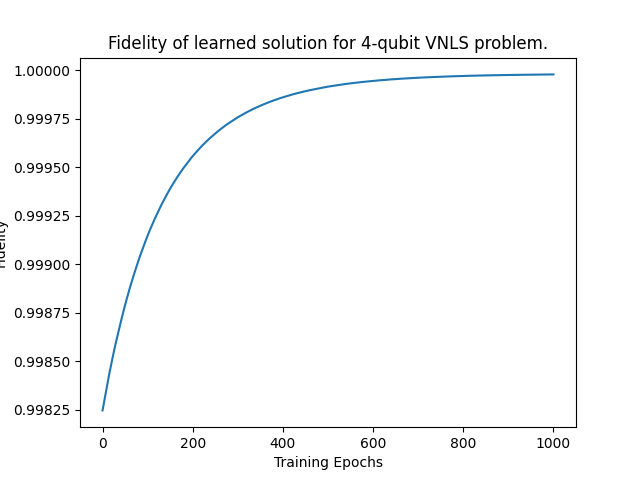 Fidelity of learned solution for 4-qubit VNLS problem.
1.00000
0.99975
0.99950
0.99925
0.99900
0.99875
0.99850
0.99825
0 200 400 600 800 1000
Training Epochs